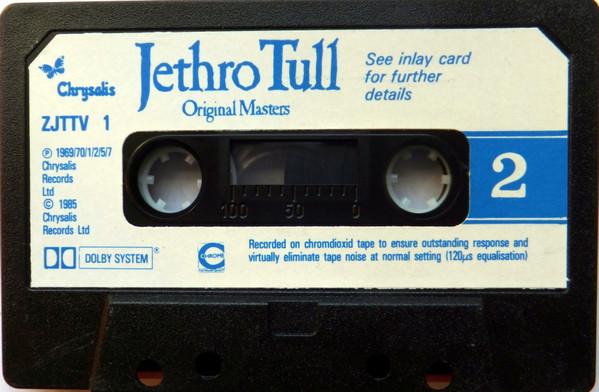 Chrysalis
Jethro Tull
Original Masters
See inlay card
for further
details
ZJTTV 1
℗ 1969/70/1/2/5/7
Chrysalis
Records
Ltd
© 1985
Chrysalis
Records Ltd
2
100 50 0
DOLBY SYSTEM®
CHROME
Recorded on chromdioxid tape to ensure outstanding response and
virtually eliminate tape noise at normal setting (120µs equalisation)